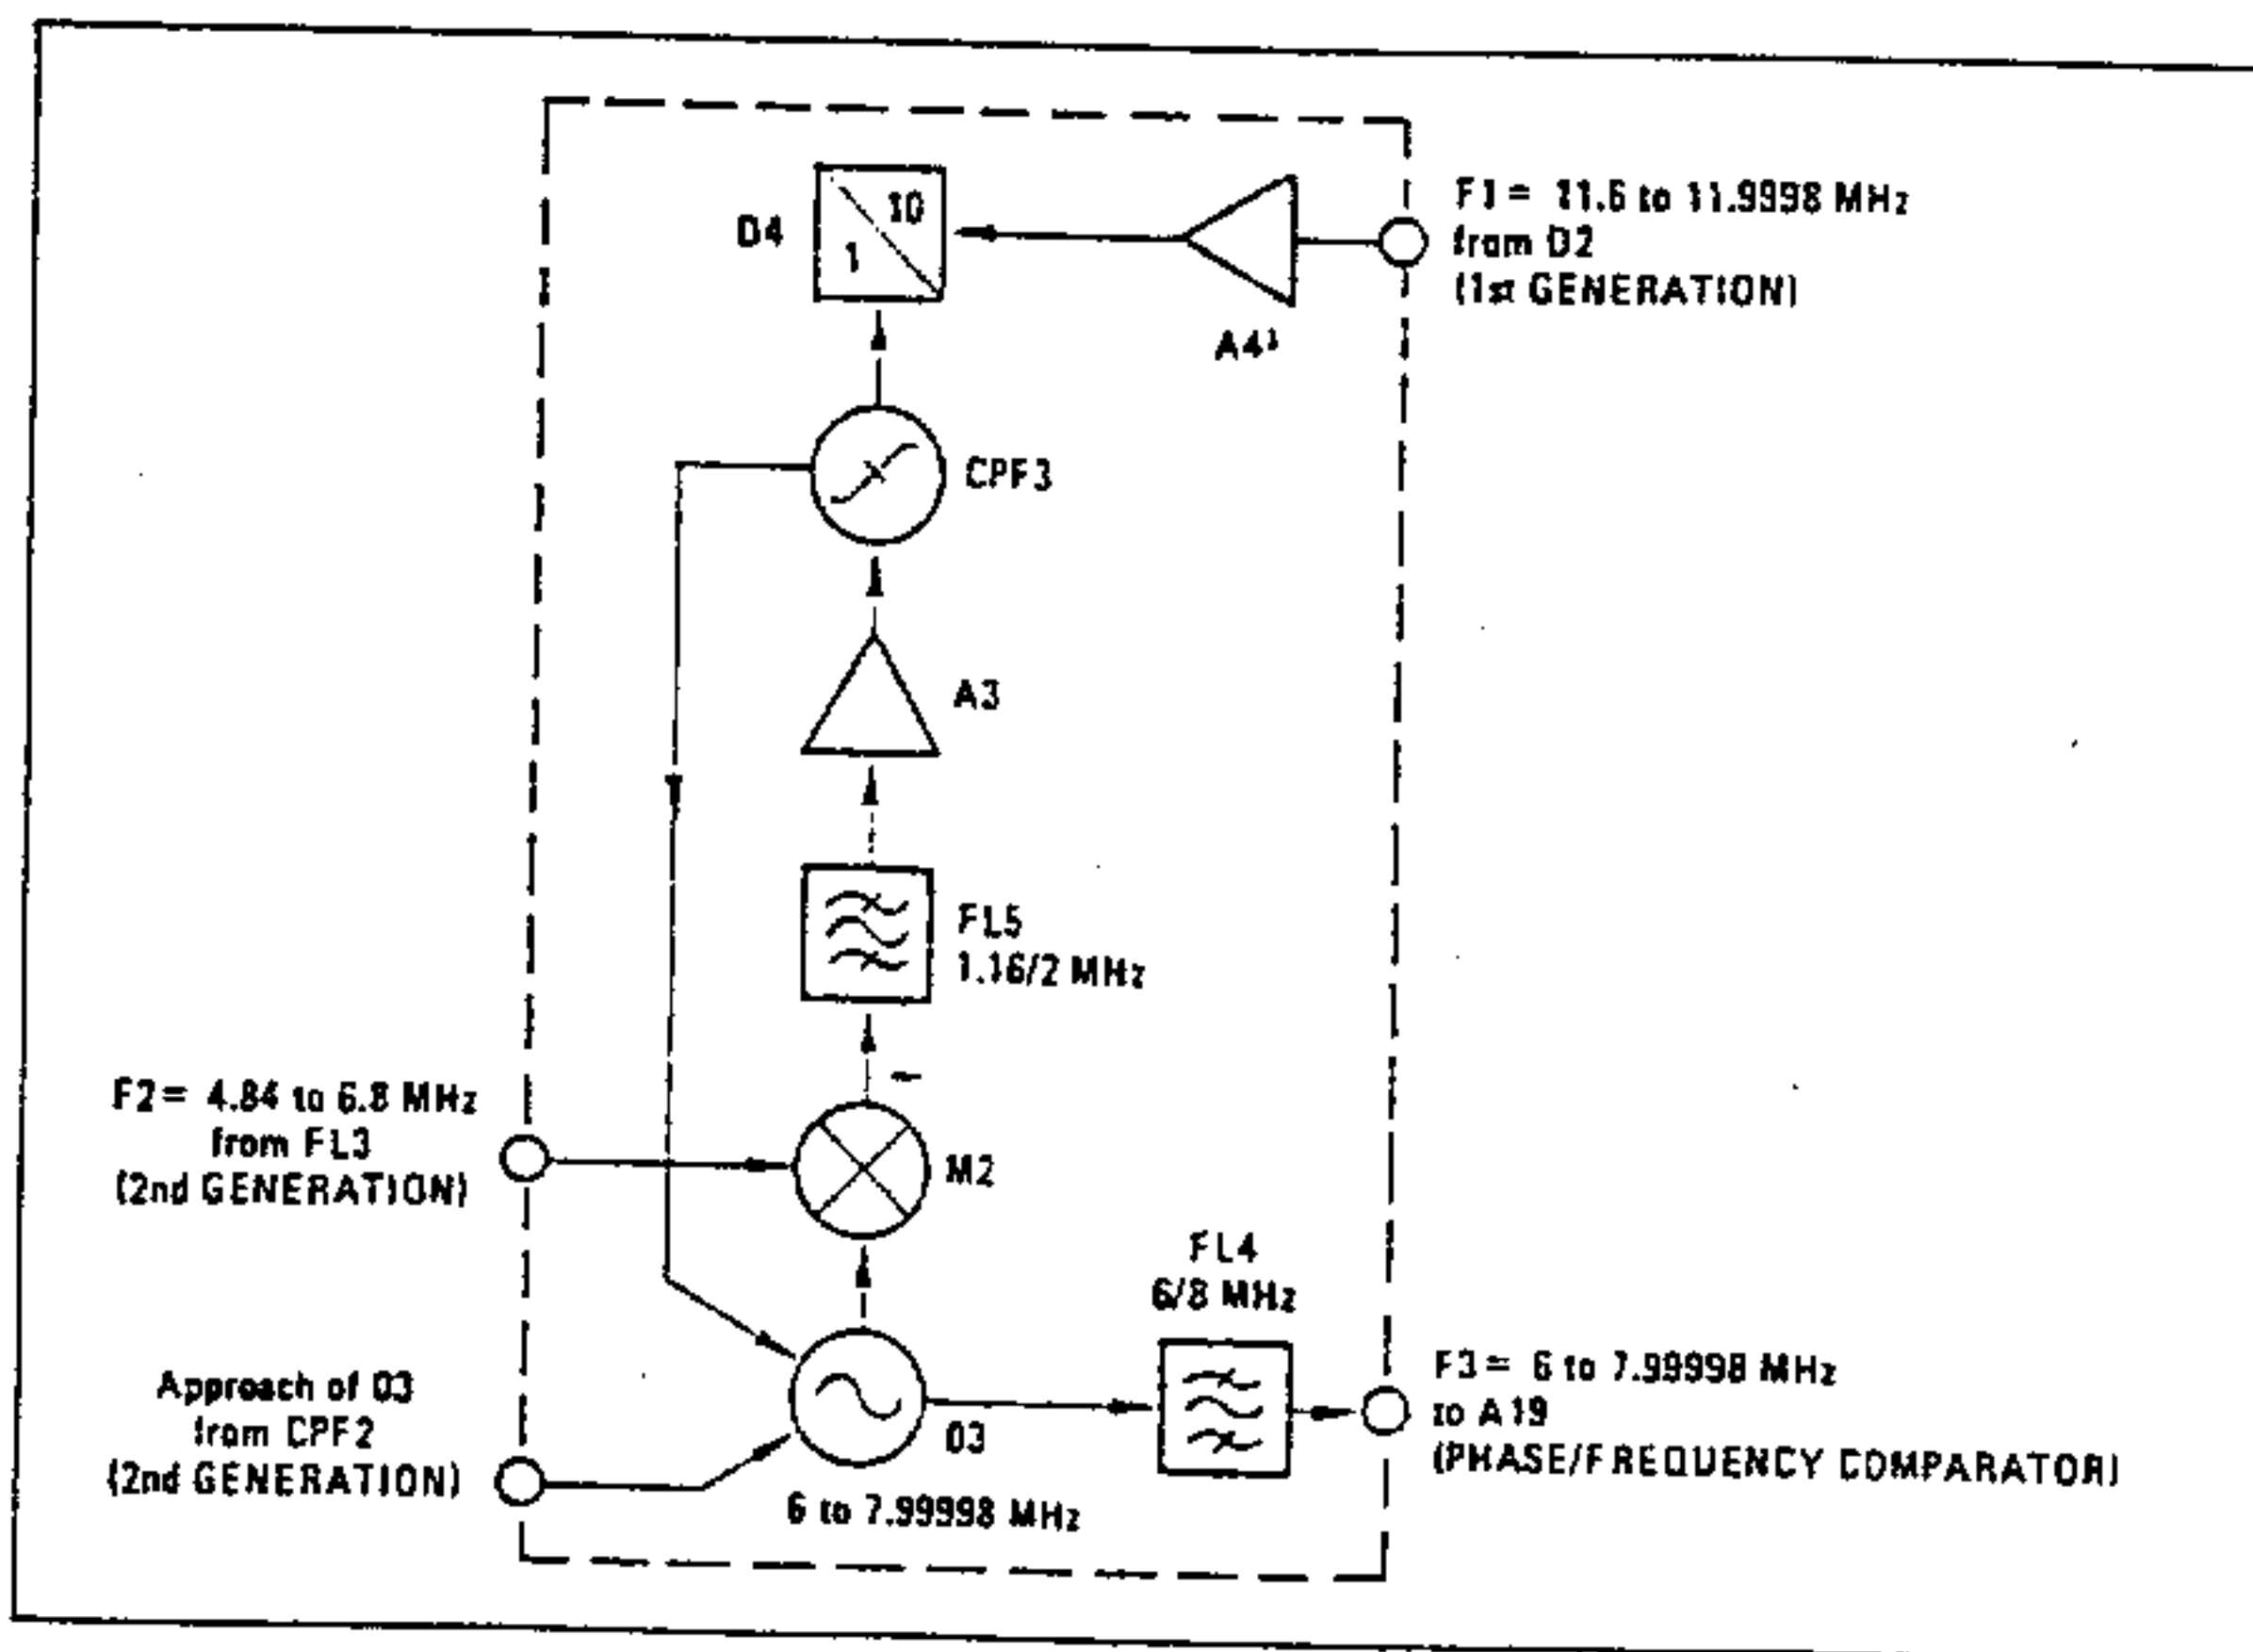 D4
10
1
F1 = 11.6 to 11.9998 MHz
from D2
(1st GENERATION)
A4¹
CPF3
A3
FL5
1.16/2 MHz
F2 = 4.84 to 6.8 MHz
from FL3
(2nd GENERATION)
M2
FL4
6/8 MHz
Approach of 03
from CPF2
(2nd GENERATION)
03
6 to 7.99998 MHz
F3 = 6 to 7.99998 MHz
to A19
(PHASE/FREQUENCY COMPARATOR)